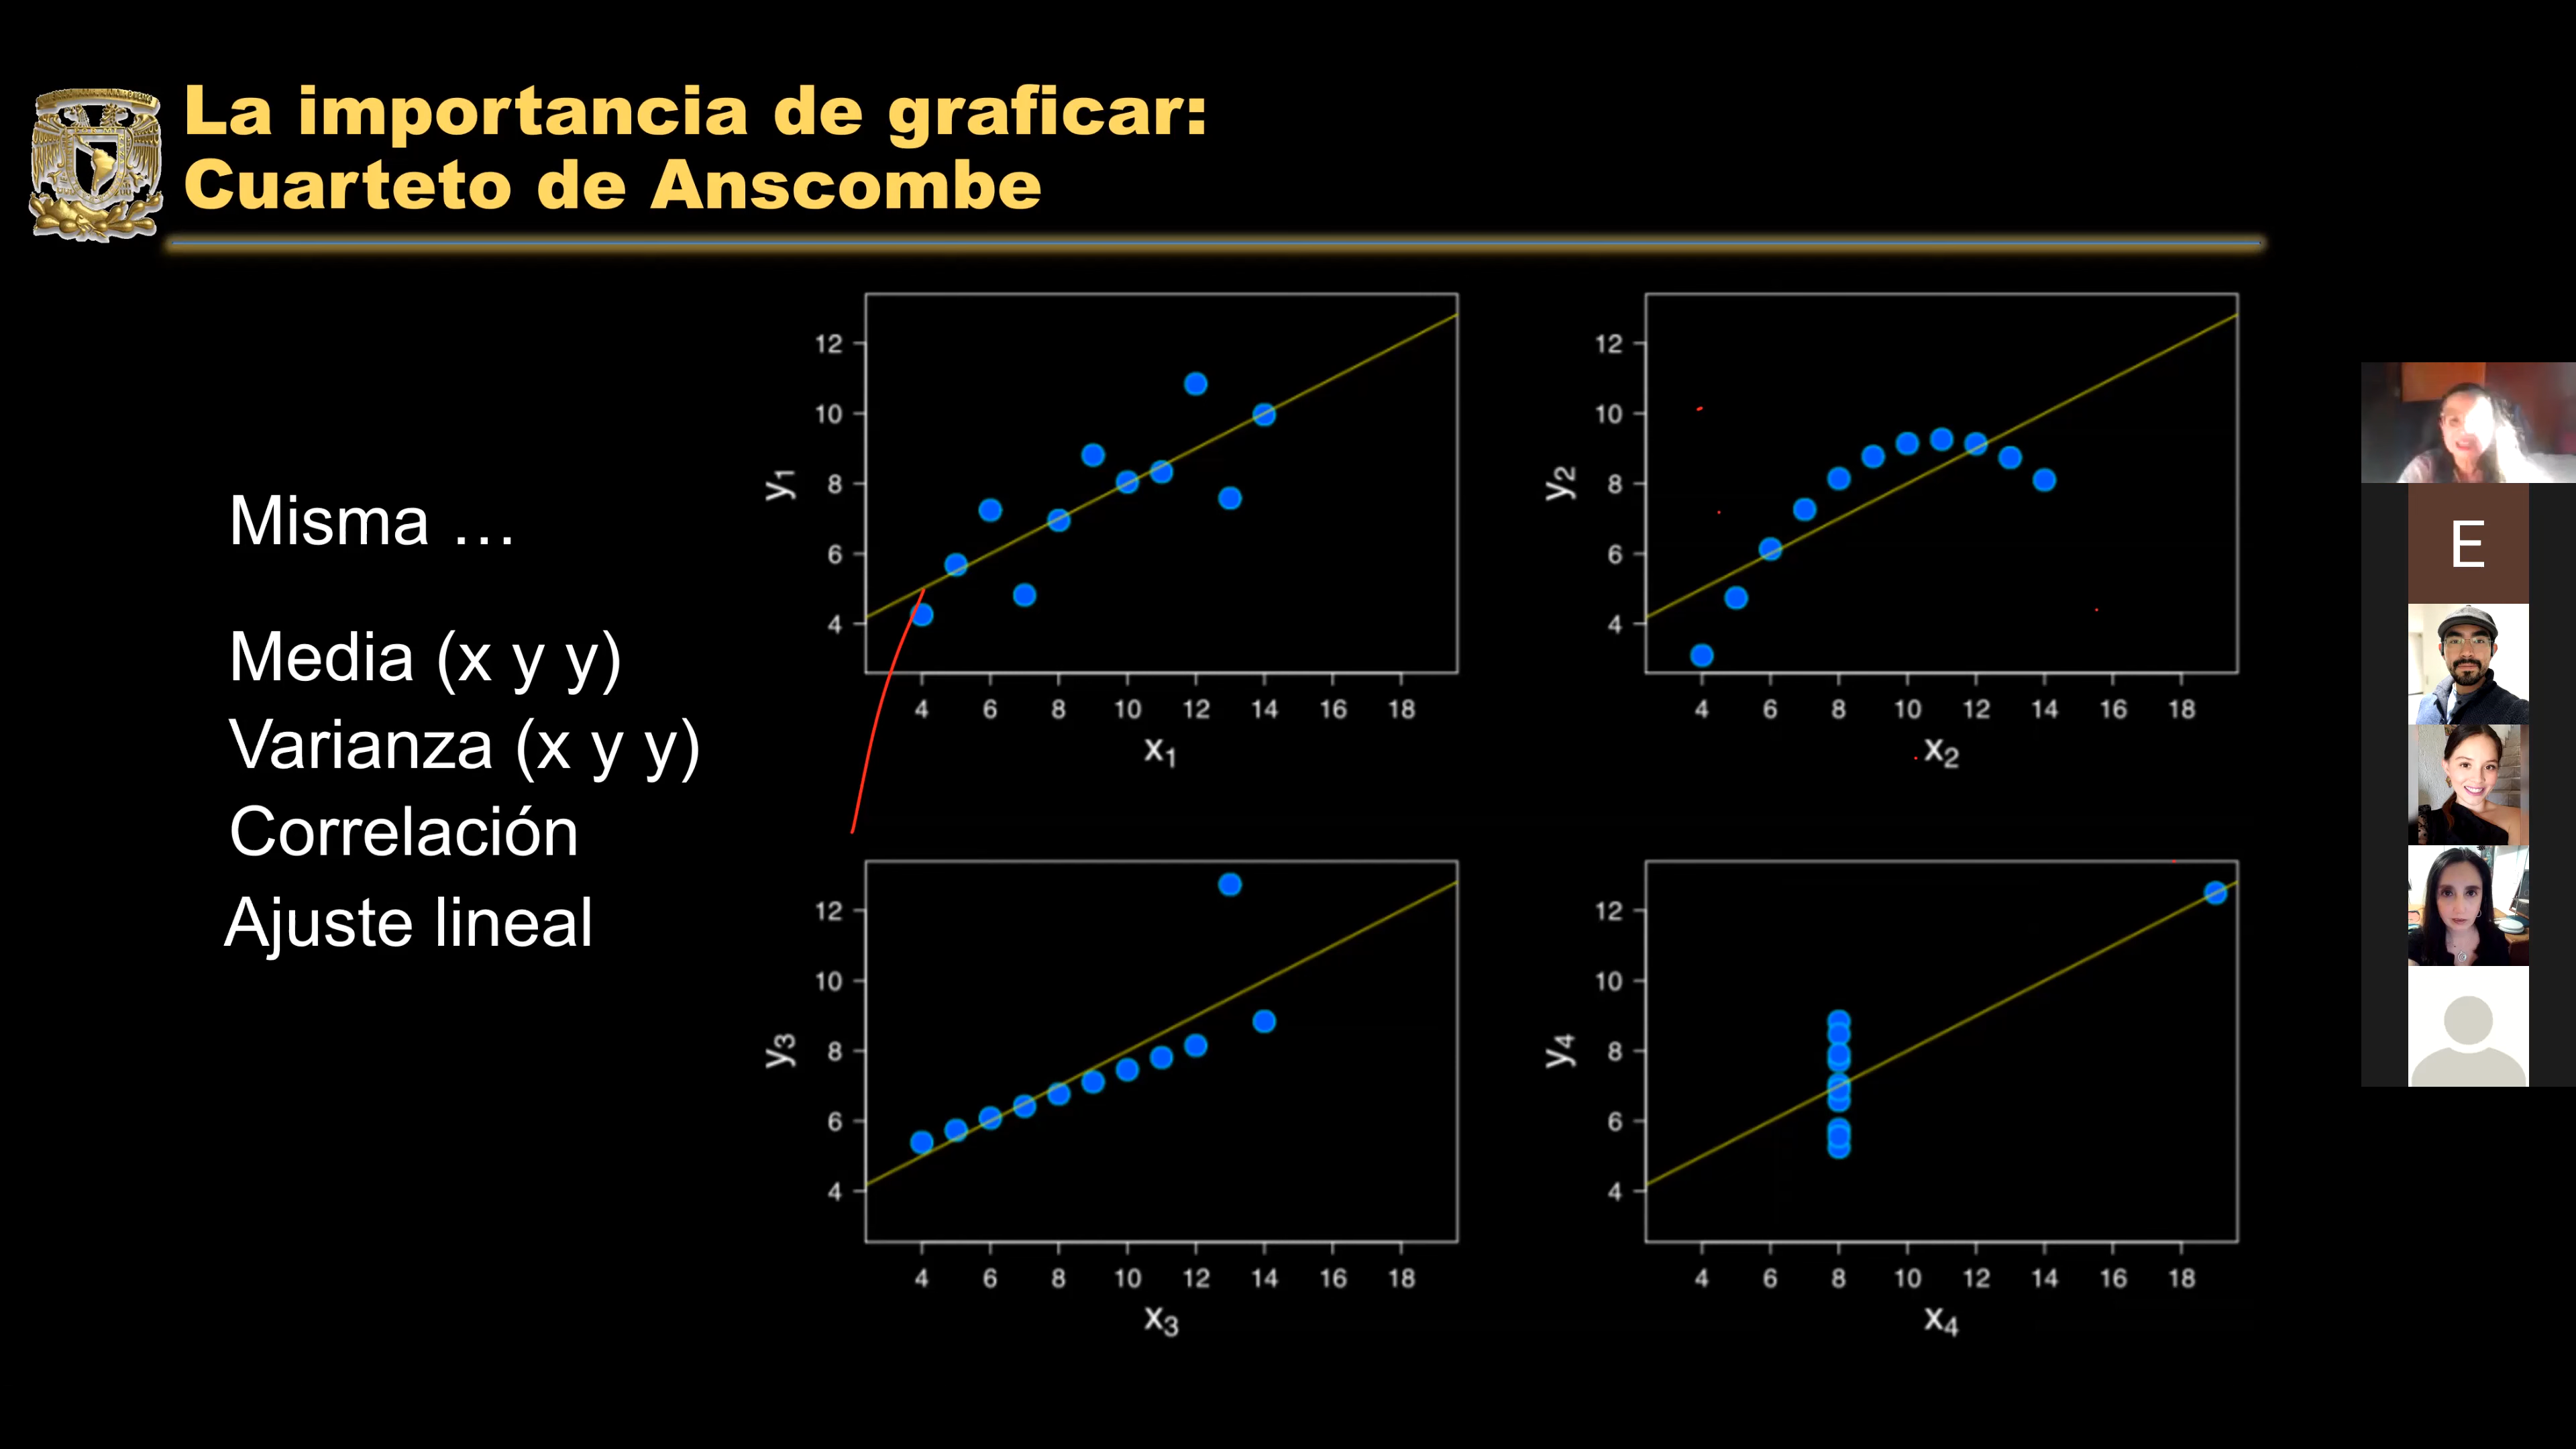 La importancia de graficar:
Cuarteto de Anscombe
Misma …
Media (x y y)
Varianza (x y y)
Correlación
Ajuste lineal
12
10
8
6
4
y1
4 6 8 10 12 14 16 18
x1
12
10
8
6
4
y2
4 6 8 10 12 14 16 18
x2
12
10
8
6
4
y3
4 6 8 10 12 14 16 18
x3
12
10
8
6
4
y4
4 6 8 10 12 14 16 18
x4
E